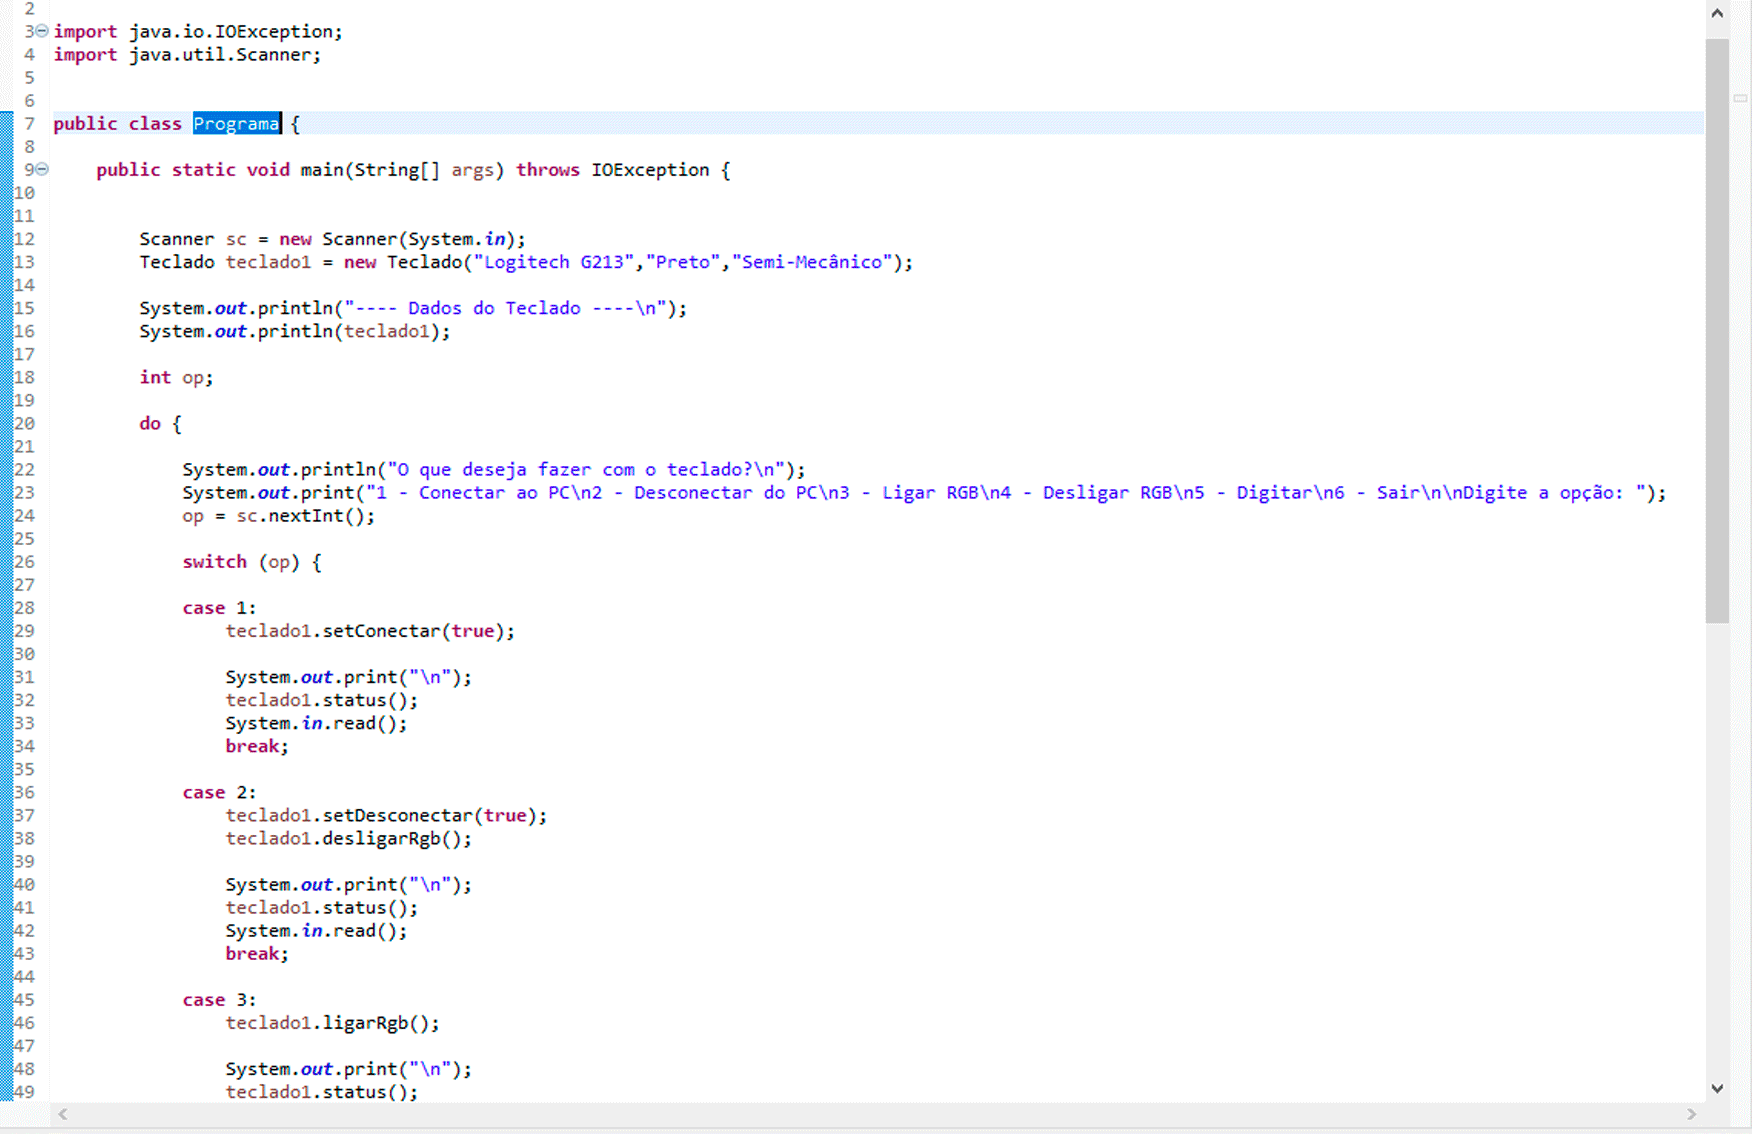 2
3 import java.io.IOException;
4 import java.util.Scanner;
5
6
7 public class Programa {
8
9 public static void main(String[] args) throws IOException {
10
11
12 Scanner sc = new Scanner(System.in);
13 Teclado teclado1 = new Teclado("Logitech G213","Preto","Semi-Mecânico");
14
15 System.out.println("---- Dados do Teclado ----\n");
16 System.out.println(teclado1);
17
18 int op;
19
20 do {
21
22 System.out.println("O que deseja fazer com o teclado?\n");
23 System.out.print("1 - Conectar ao PC\n2 - Desconectar do PC\n3 - Ligar RGB\n4 - Desligar RGB\n5 - Digitar\n6 - Sair\n\nDigite a opção: ");
24 op = sc.nextInt();
25
26 switch (op) {
27
28 case 1:
29 teclado1.setConectar(true);
30
31 System.out.print("\n");
32 teclado1.status();
33 System.in.read();
34 break;
35
36 case 2:
37 teclado1.setDesconectar(true);
38 teclado1.desligarRgb();
39
40 System.out.print("\n");
41 teclado1.status();
42 System.in.read();
43 break;
44
45 case 3:
46 teclado1.ligarRgb();
47
48 System.out.print("\n");
49 teclado1.status();